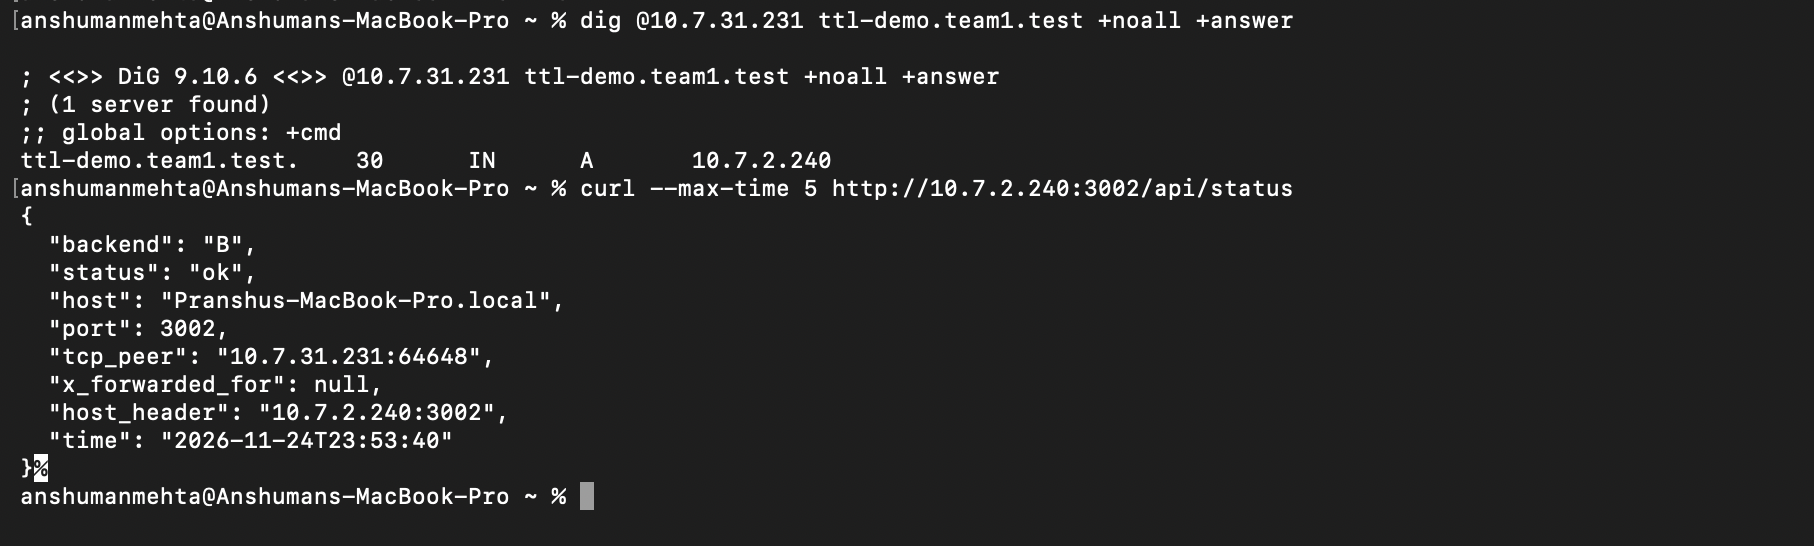 [anshumanmehta@Anshumans-MacBook-Pro ~ % dig @10.7.31.231 ttl-demo.team1.test +noall +answer
; <<>> DiG 9.10.6 <<>> @10.7.31.231 ttl-demo.team1.test +noall +answer
; (1 server found)
;; global options: +cmd
ttl-demo.team1.test.    30      IN      A       10.7.2.240
[anshumanmehta@Anshumans-MacBook-Pro ~ % curl --max-time 5 http://10.7.2.240:3002/api/status
{
  "backend": "B",
  "status": "ok",
  "host": "Pranshus-MacBook-Pro.local",
  "port": 3002,
  "tcp_peer": "10.7.31.231:64648",
  "x_forwarded_for": null,
  "host_header": "10.7.2.240:3002",
  "time": "2026-11-24T23:53:40"
}%
anshumanmehta@Anshumans-MacBook-Pro ~ %